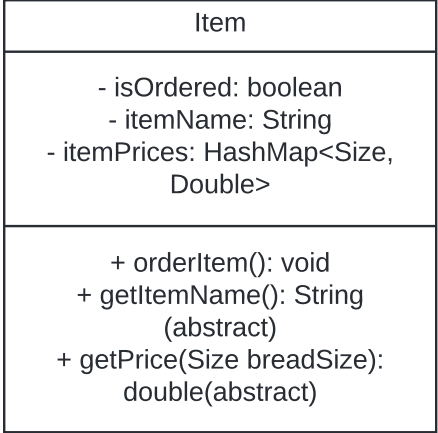 Item
- isOrdered: boolean
- itemName: String
- itemPrices: HashMap<Size,
Double>
+ orderItem(): void
+ getItemName(): String
(abstract)
+ getPrice(Size breadSize):
double(abstract)